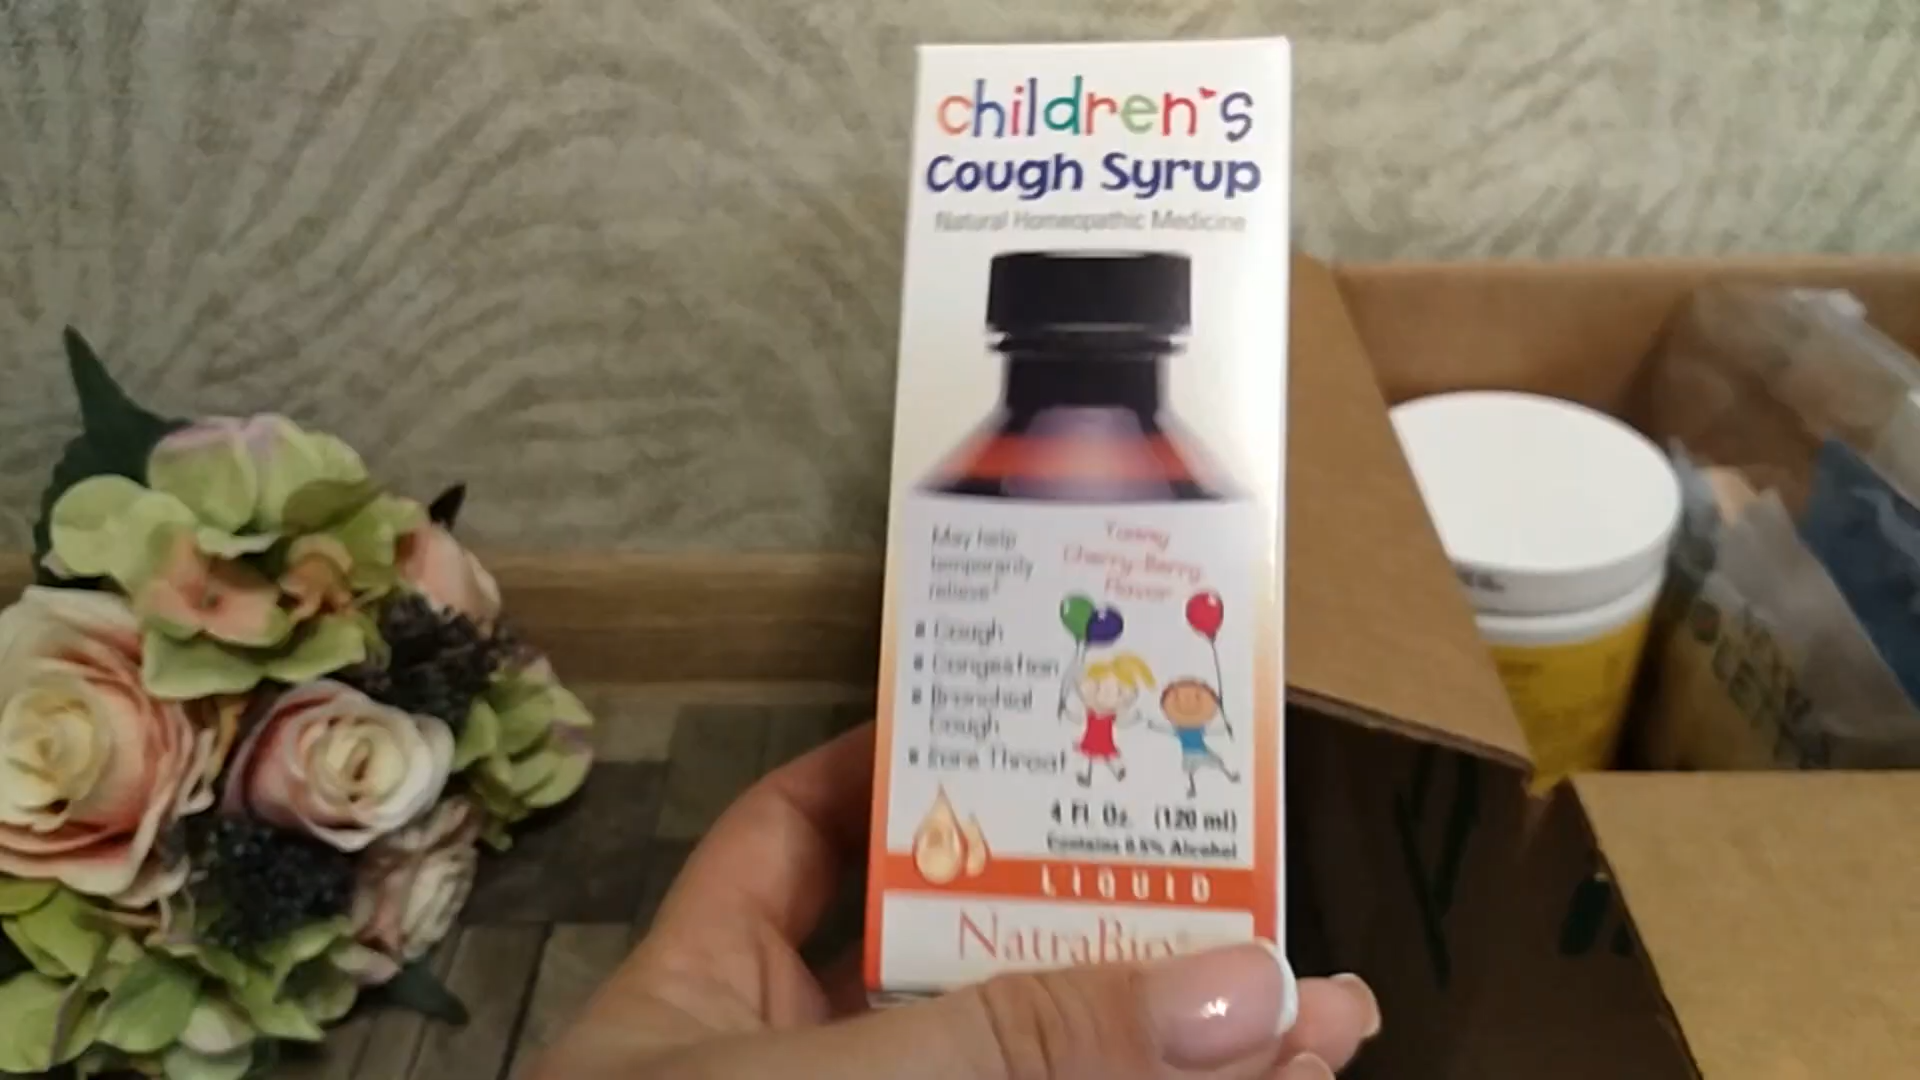 children's
Cough Syrup
Natural Homeopathic Medicine
May help
temporarily
relieve†
Yummy
Cherry-Berry
Flavor
Cough
Congestion
Bronchial
Cough
Sore Throat
4 Fl. Oz. (120 ml)
Contains 0.5% Alcohol
LIQUID
NatraBio